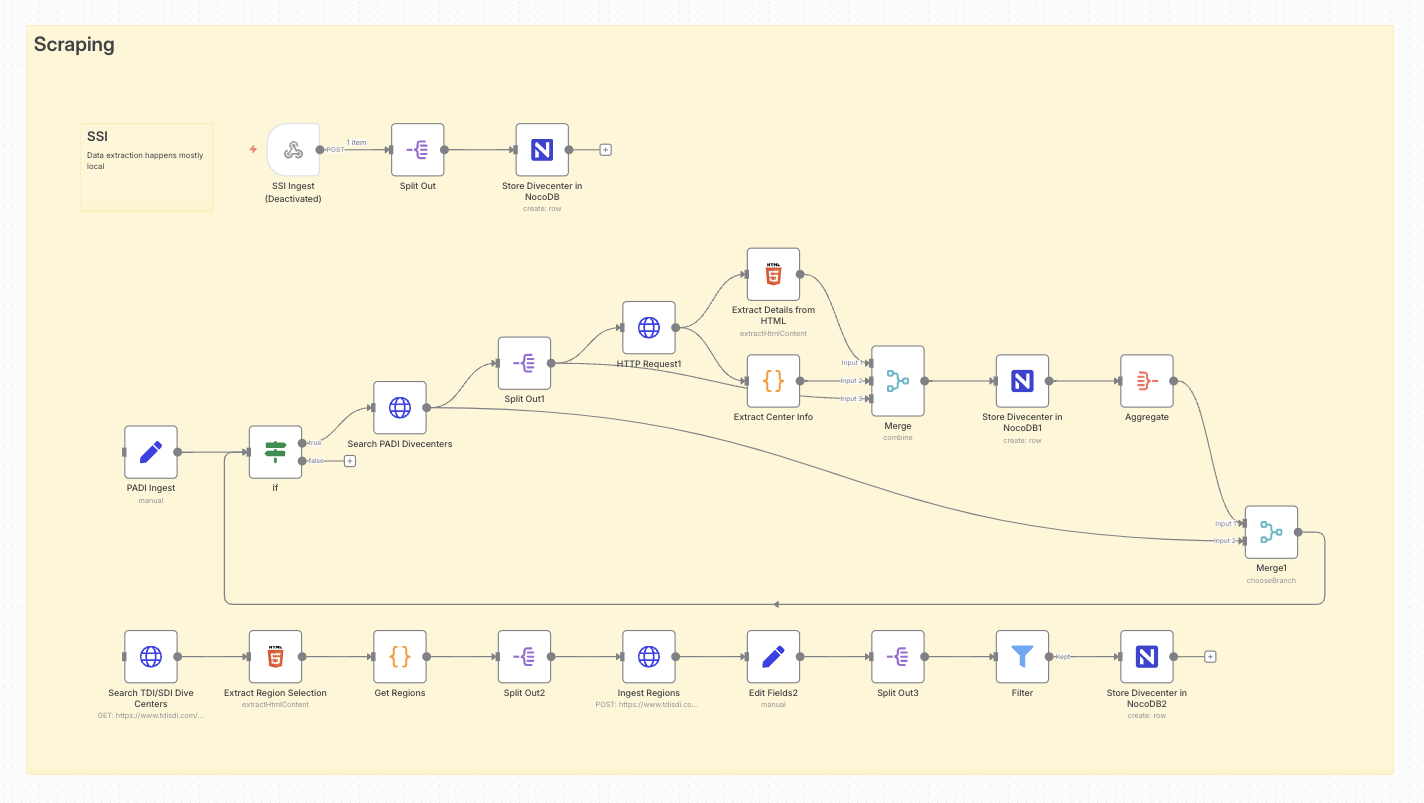 Scraping
SSI
Data extraction happens mostly
local
POST
1 item
SSI Ingest
(Deactivated)
Split Out
Store Divecenter in
NocoDB
create: row
HTML
Extract Details from
HTML
extractHtmlContent
HTTP Request1
Split Out1
Extract Center Info
Input 1
Input 2
Input 3
Merge
combine
Store Divecenter in
NocoDB1
create: row
Aggregate
Search PADI Divecenters
PADI Ingest
manual
true
false
If
Input 1
Input 2
Merge1
chooseBranch
Search TDI/SDI Dive
Centers
GET: https://www.tdisdi.com/...
HTML
Extract Region Selection
extractHtmlContent
Get Regions
Split Out2
Ingest Regions
POST: https://www.tdisdi.co...
Edit Fields2
manual
Split Out3
Filter
Kept
Store Divecenter in
NocoDB2
create: row